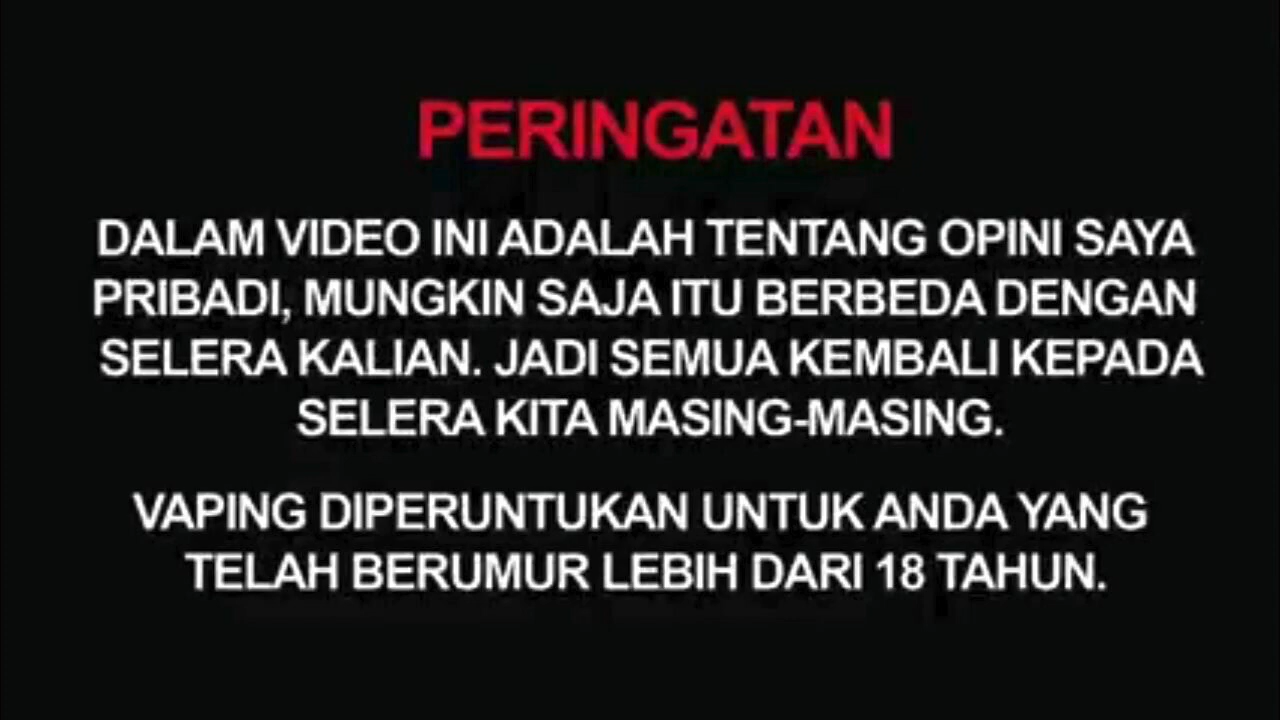 PERINGATAN
DALAM VIDEO INI ADALAH TENTANG OPINI SAYA
PRIBADI, MUNGKIN SAJA ITU BERBEDA DENGAN
SELERA KALIAN. JADI SEMUA KEMBALI KEPADA
SELERA KITA MASING-MASING.
VAPING DIPERUNTUKAN UNTUK ANDA YANG
TELAH BERUMUR LEBIH DARI 18 TAHUN.